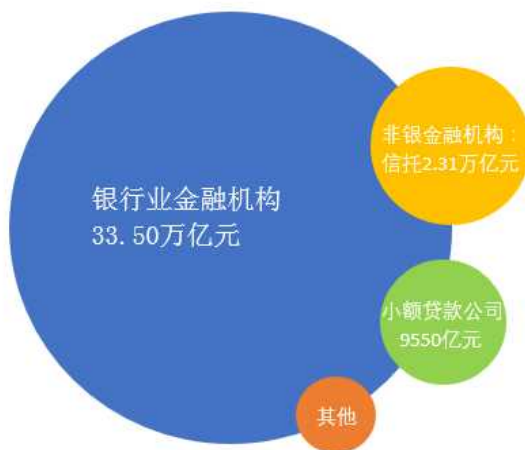 银行业金融机构
33.50万亿元
非银金融机构：
信托2.31万亿元
小额贷款公司
9550亿元
其他